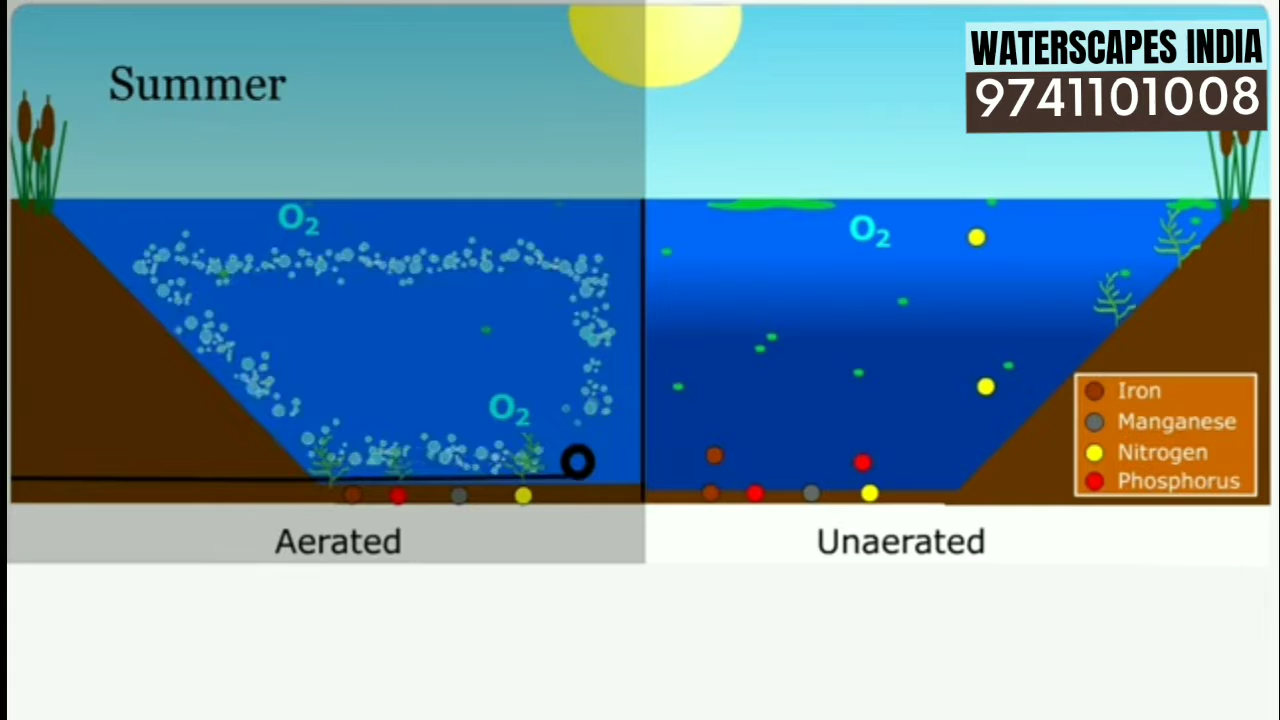 WATERSCAPES INDIA
9741101008
Summer
O₂
O₂
O₂
Iron
Manganese
Nitrogen
Phosphorus
Aerated
Unaerated